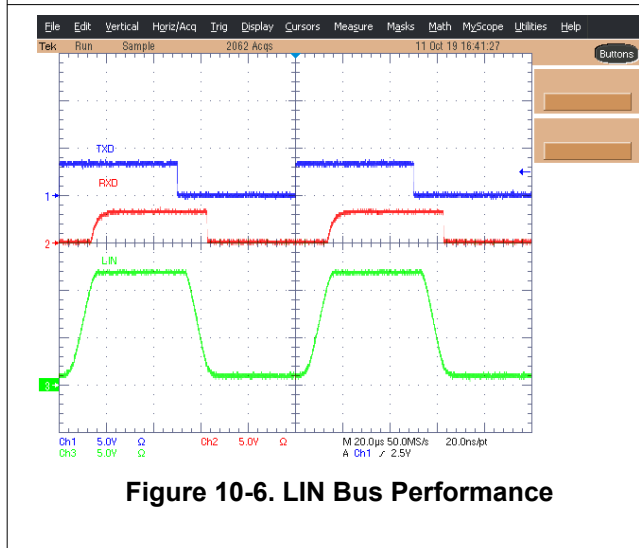 File Edit Vertical Horiz/Acq Trig Display Cursors Measure Masks Math MyScope Utilities Help
Tek Run Sample 2062 Acqs 11 Oct 19 16:41:27
Buttons
TXD
1
RXD
2
LIN
3
Ch1 5.0V Ω Ch2 5.0V Ω M 20.0µs 50.0MS/s 20.0ns/pt
Ch3 5.0V Ω A Ch1 ⁄ 2.5V
Figure 10-6. LIN Bus Performance